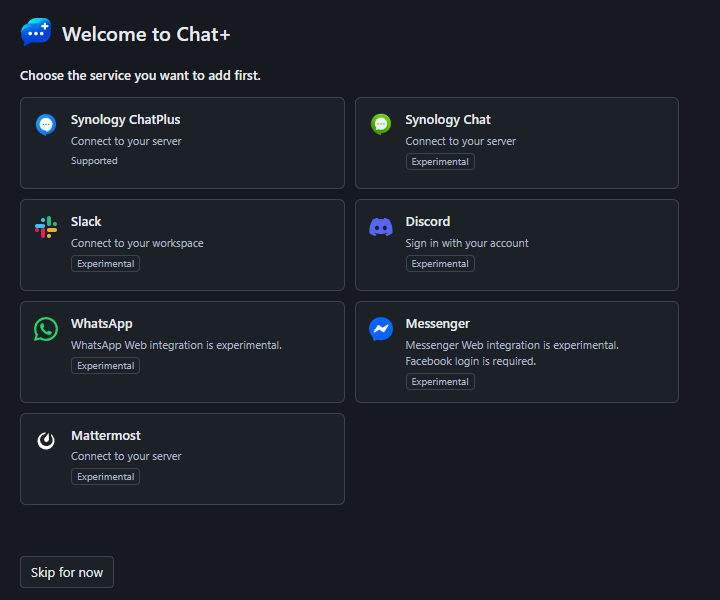 Welcome to Chat+
Choose the service you want to add first.
Synology ChatPlus
Connect to your server
Supported
Synology Chat
Connect to your server
Experimental
Slack
Connect to your workspace
Experimental
Discord
Sign in with your account
Experimental
WhatsApp
WhatsApp Web integration is experimental.
Experimental
Messenger
Messenger Web integration is experimental.
Facebook login is required.
Experimental
Mattermost
Connect to your server
Experimental
Skip for now